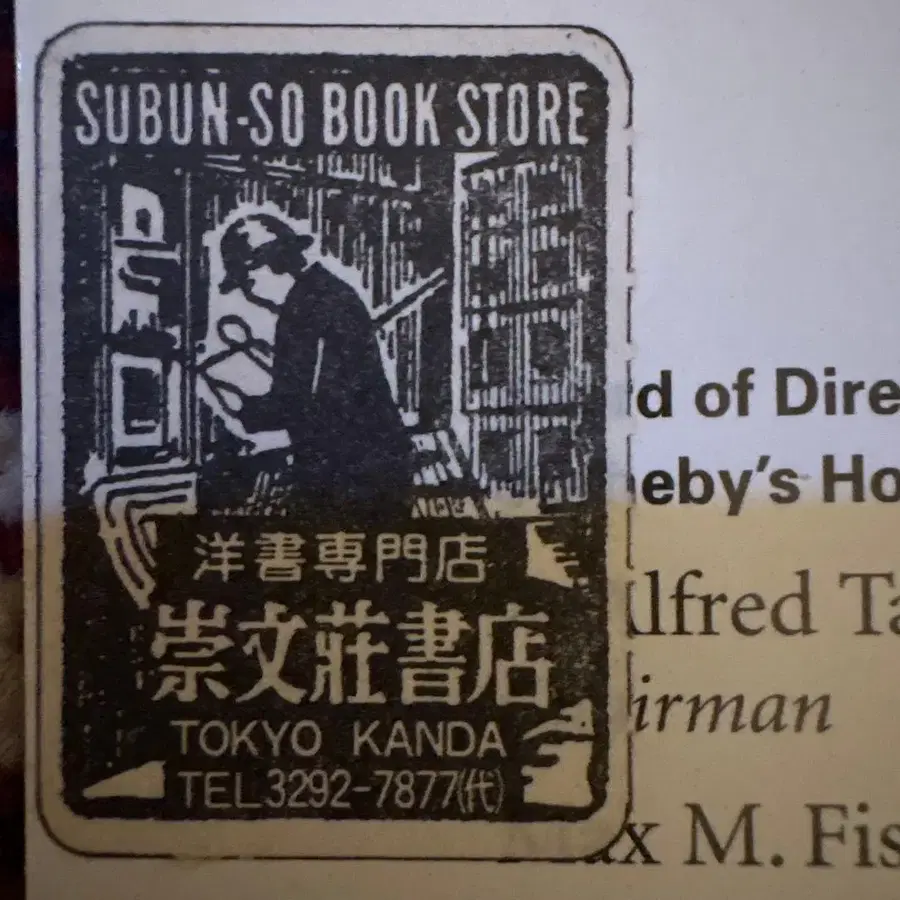 SUBUN-SO BOOK STORE
洋書専門店
崇文荘書店
TOKYO KANDA
TEL3292-7877(代)
d of Dire
eby's Ho
lfred Ta
irman
x M. Fis